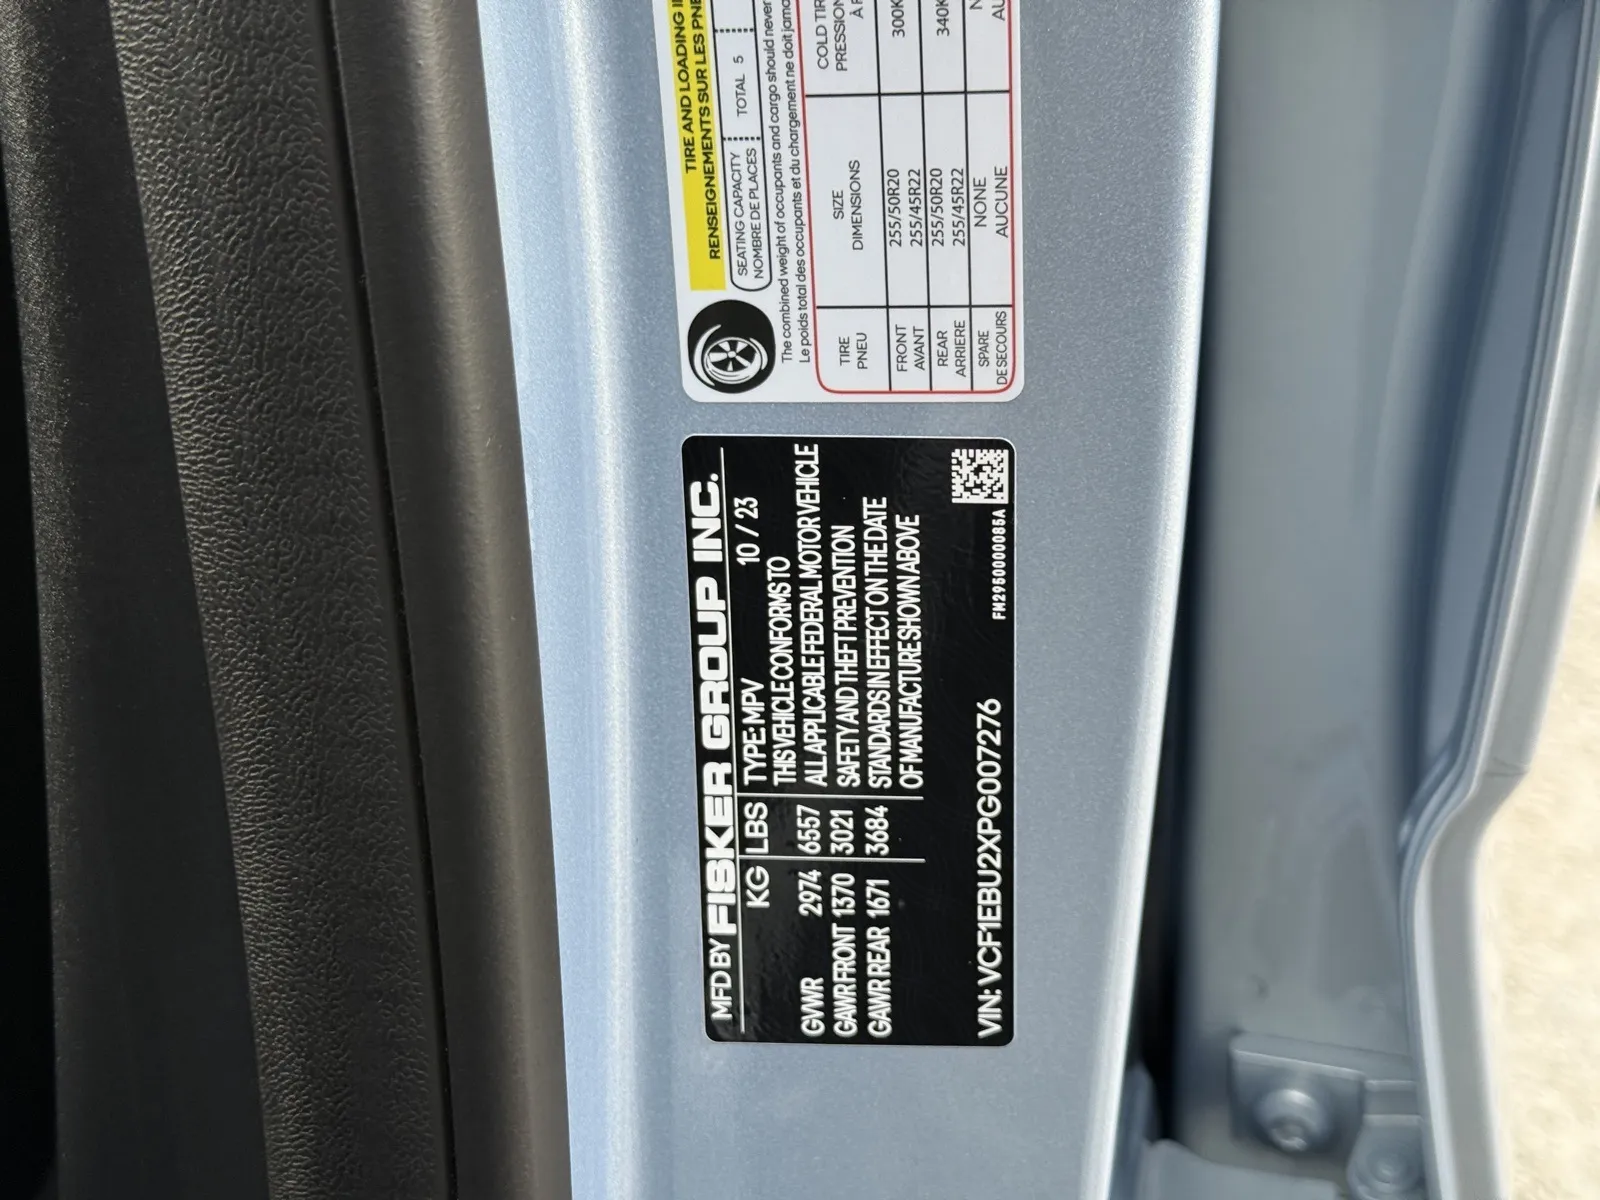 TIRE AND LOADING
RENSEIGNEMENTS SUR LES PNE
SEATING CAPACITY
NOMBRE DE PLACES
TOTAL 5
The combined weight of occupants and cargo should never
Le poids total des occupants et du chargement ne doit jama
TIRE
PNEU
SIZE
DIMENSIONS
COLD TIR
PRESSION
À F
FRONT
AVANT
255/50R20
255/45R22
300K
REAR
ARRIERE
255/50R20
255/45R22
340K
SPARE
DE SECOURS
NONE
AUCUNE
N
AU
MFD BY FISKER GROUP INC.
KG LBS TYPE: MPV 10 / 23
THIS VEHICLE CONFORMS TO
GVWR 2974 6557 ALL APPLICABLE FEDERAL MOTOR VEHICLE
GAWR FRONT 1370 3021 SAFETY AND THEFT PREVENTION
GAWR REAR 1671 3684 STANDARDS IN EFFECT ON THE DATE
OF MANUFACTURE SHOWN ABOVE
VIN: VCF1EBU2XPG007276
FM295000085A